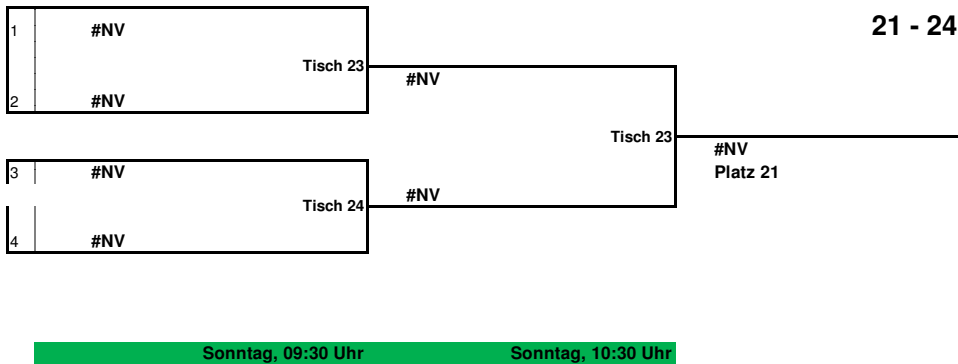 21 - 24
1 #NV
Tisch 23
#NV
2 #NV
Tisch 23
#NV
3 #NV
Platz 21
#NV
Tisch 24
4 #NV
Sonntag, 09:30 Uhr Sonntag, 10:30 Uhr